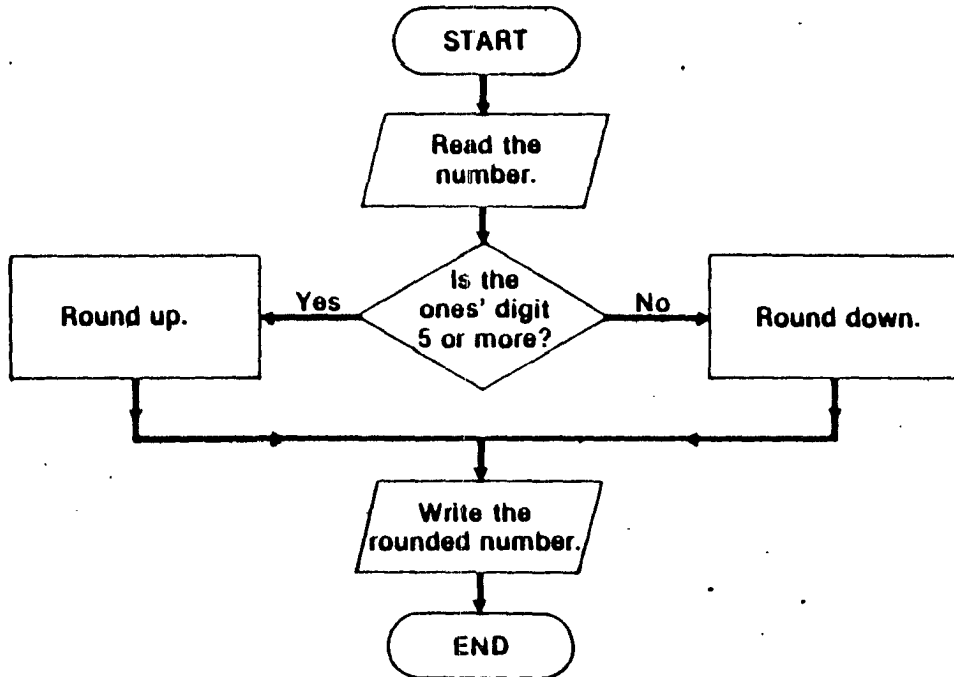 START
Read the
number.
Is the
ones' digit
5 or more?
Yes
No
Round up.
Round down.
Write the
rounded number.
END